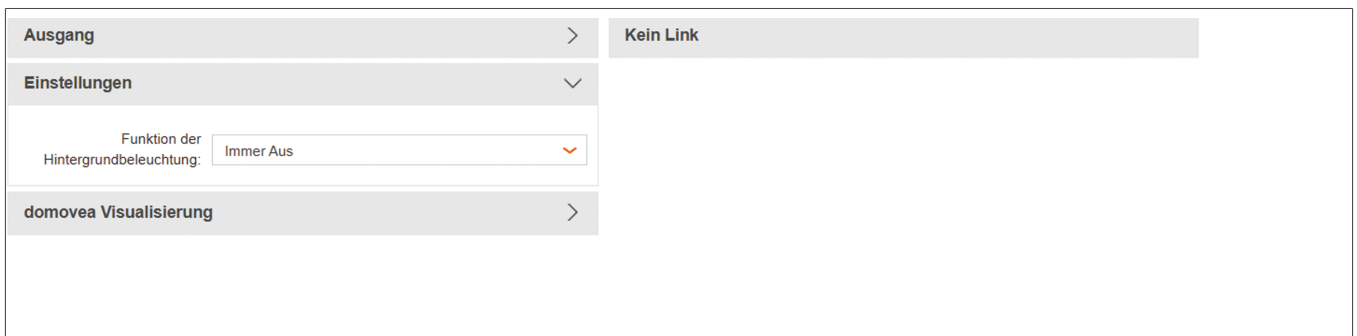 Ausgang
Kein Link
Einstellungen
Funktion der
Hintergrundbeleuchtung:
Immer Aus
domovea Visualisierung